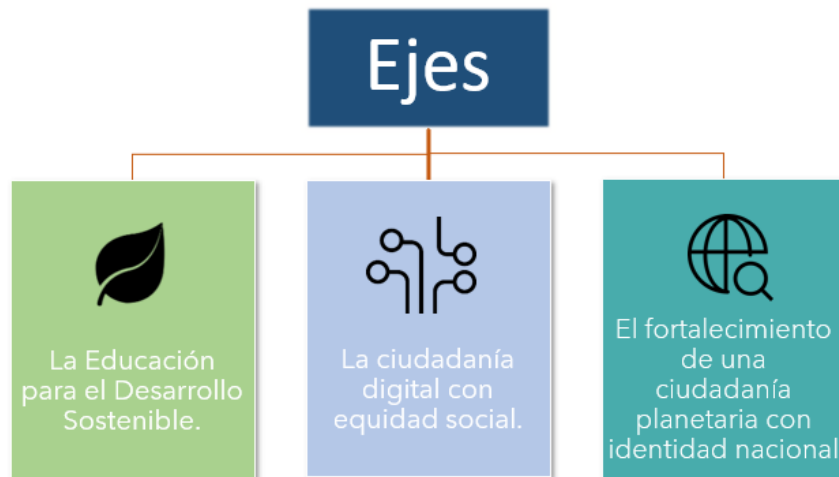 Ejes
La Educación
para el Desarrollo
Sostenible.
La ciudadanía
digital con
equidad social.
El fortalecimiento
de una
ciudadanía
planetaria con
identidad nacional